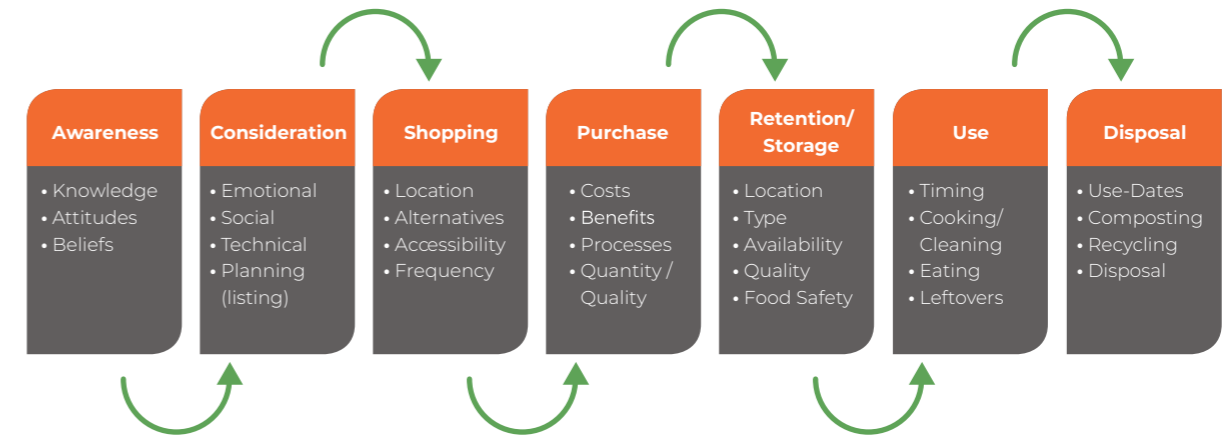 Awareness
• Knowledge
• Attitudes
• Beliefs
Consideration
• Emotional
• Social
• Technical
• Planning
(listing)
Shopping
• Location
• Alternatives
• Accessibility
• Frequency
Purchase
• Costs
• Benefits
• Processes
• Quantity /
Quality
Retention/
Storage
• Location
• Type
• Availability
• Quality
• Food Safety
Use
• Timing
• Cooking/
Cleaning
• Eating
• Leftovers
Disposal
• Use-Dates
• Composting
• Recycling
• Disposal